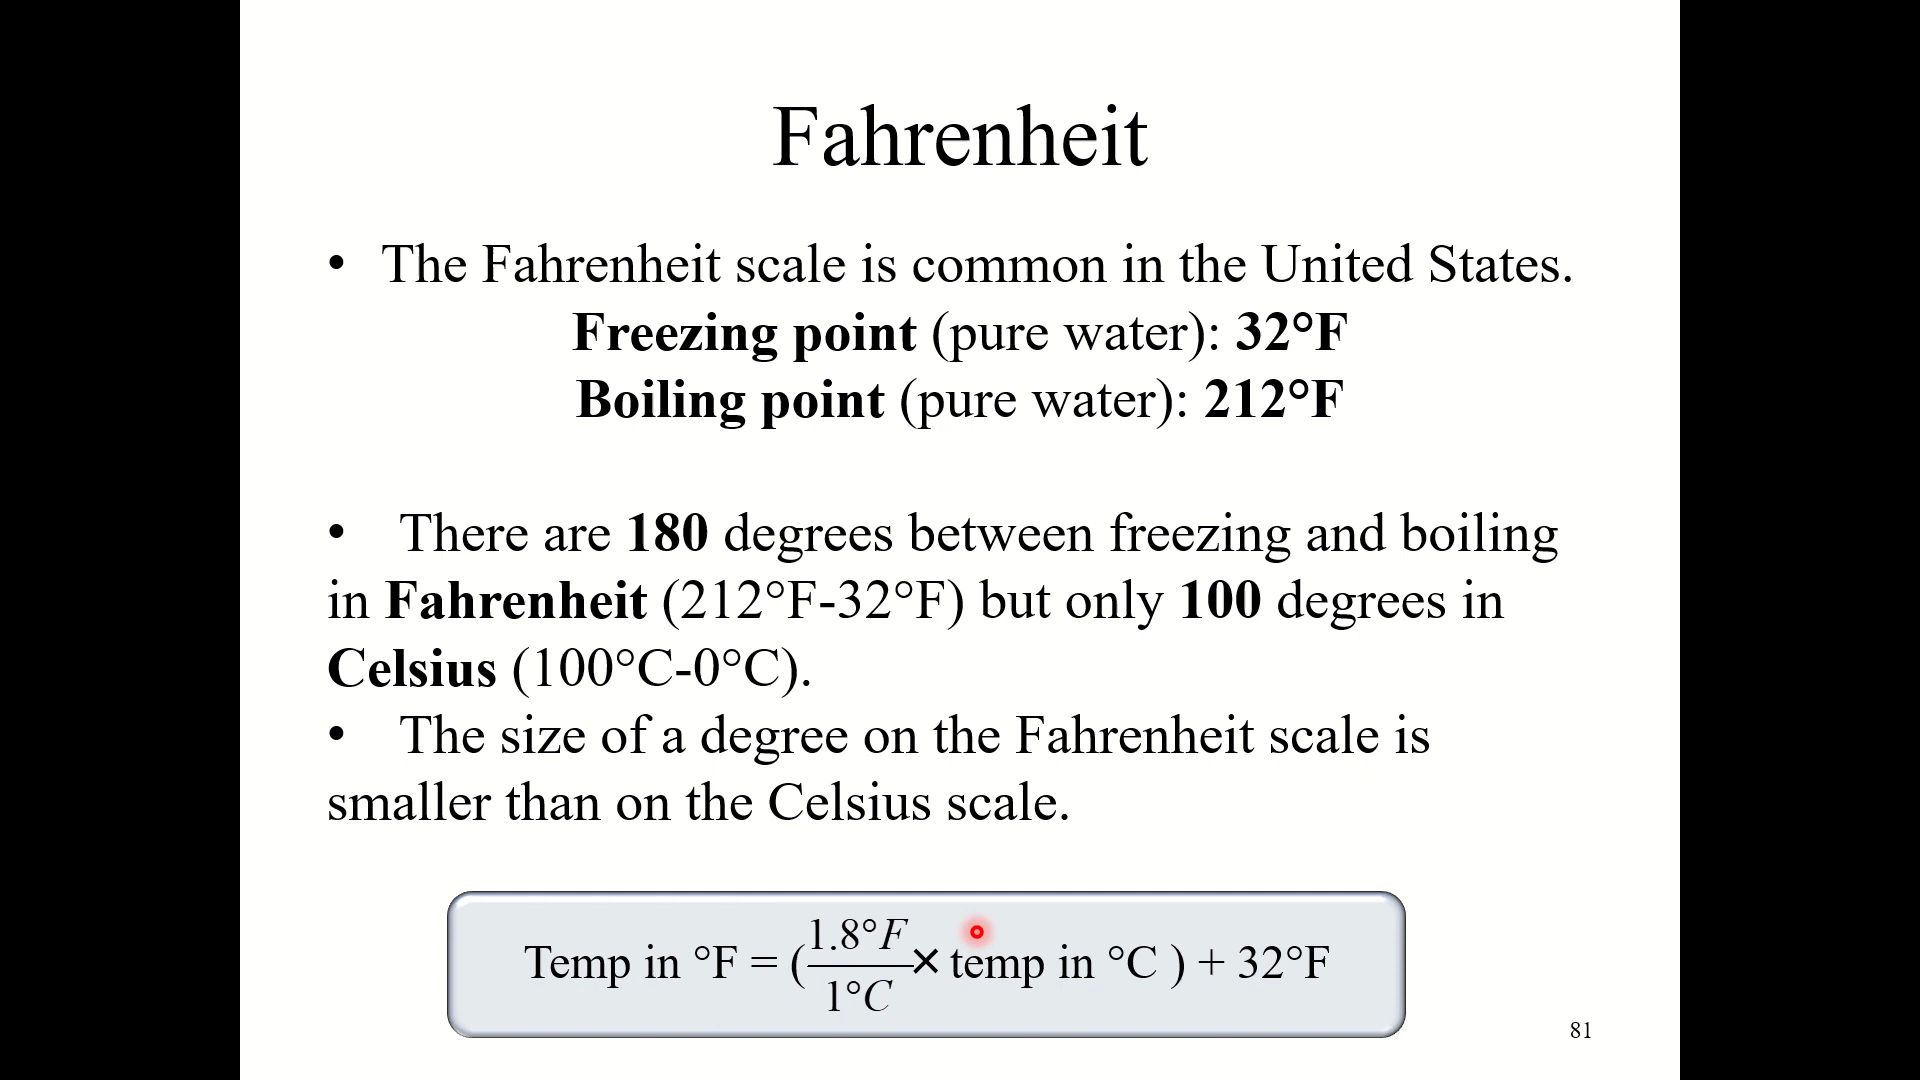 Fahrenheit
• The Fahrenheit scale is common in the United States.
Freezing point (pure water): 32°F
Boiling point (pure water): 212°F
• There are 180 degrees between freezing and boiling
in Fahrenheit (212°F-32°F) but only 100 degrees in
Celsius (100°C-0°C).
• The size of a degree on the Fahrenheit scale is
smaller than on the Celsius scale.
Temp in °F = (1.8°F/1°C × temp in °C ) + 32°F
81